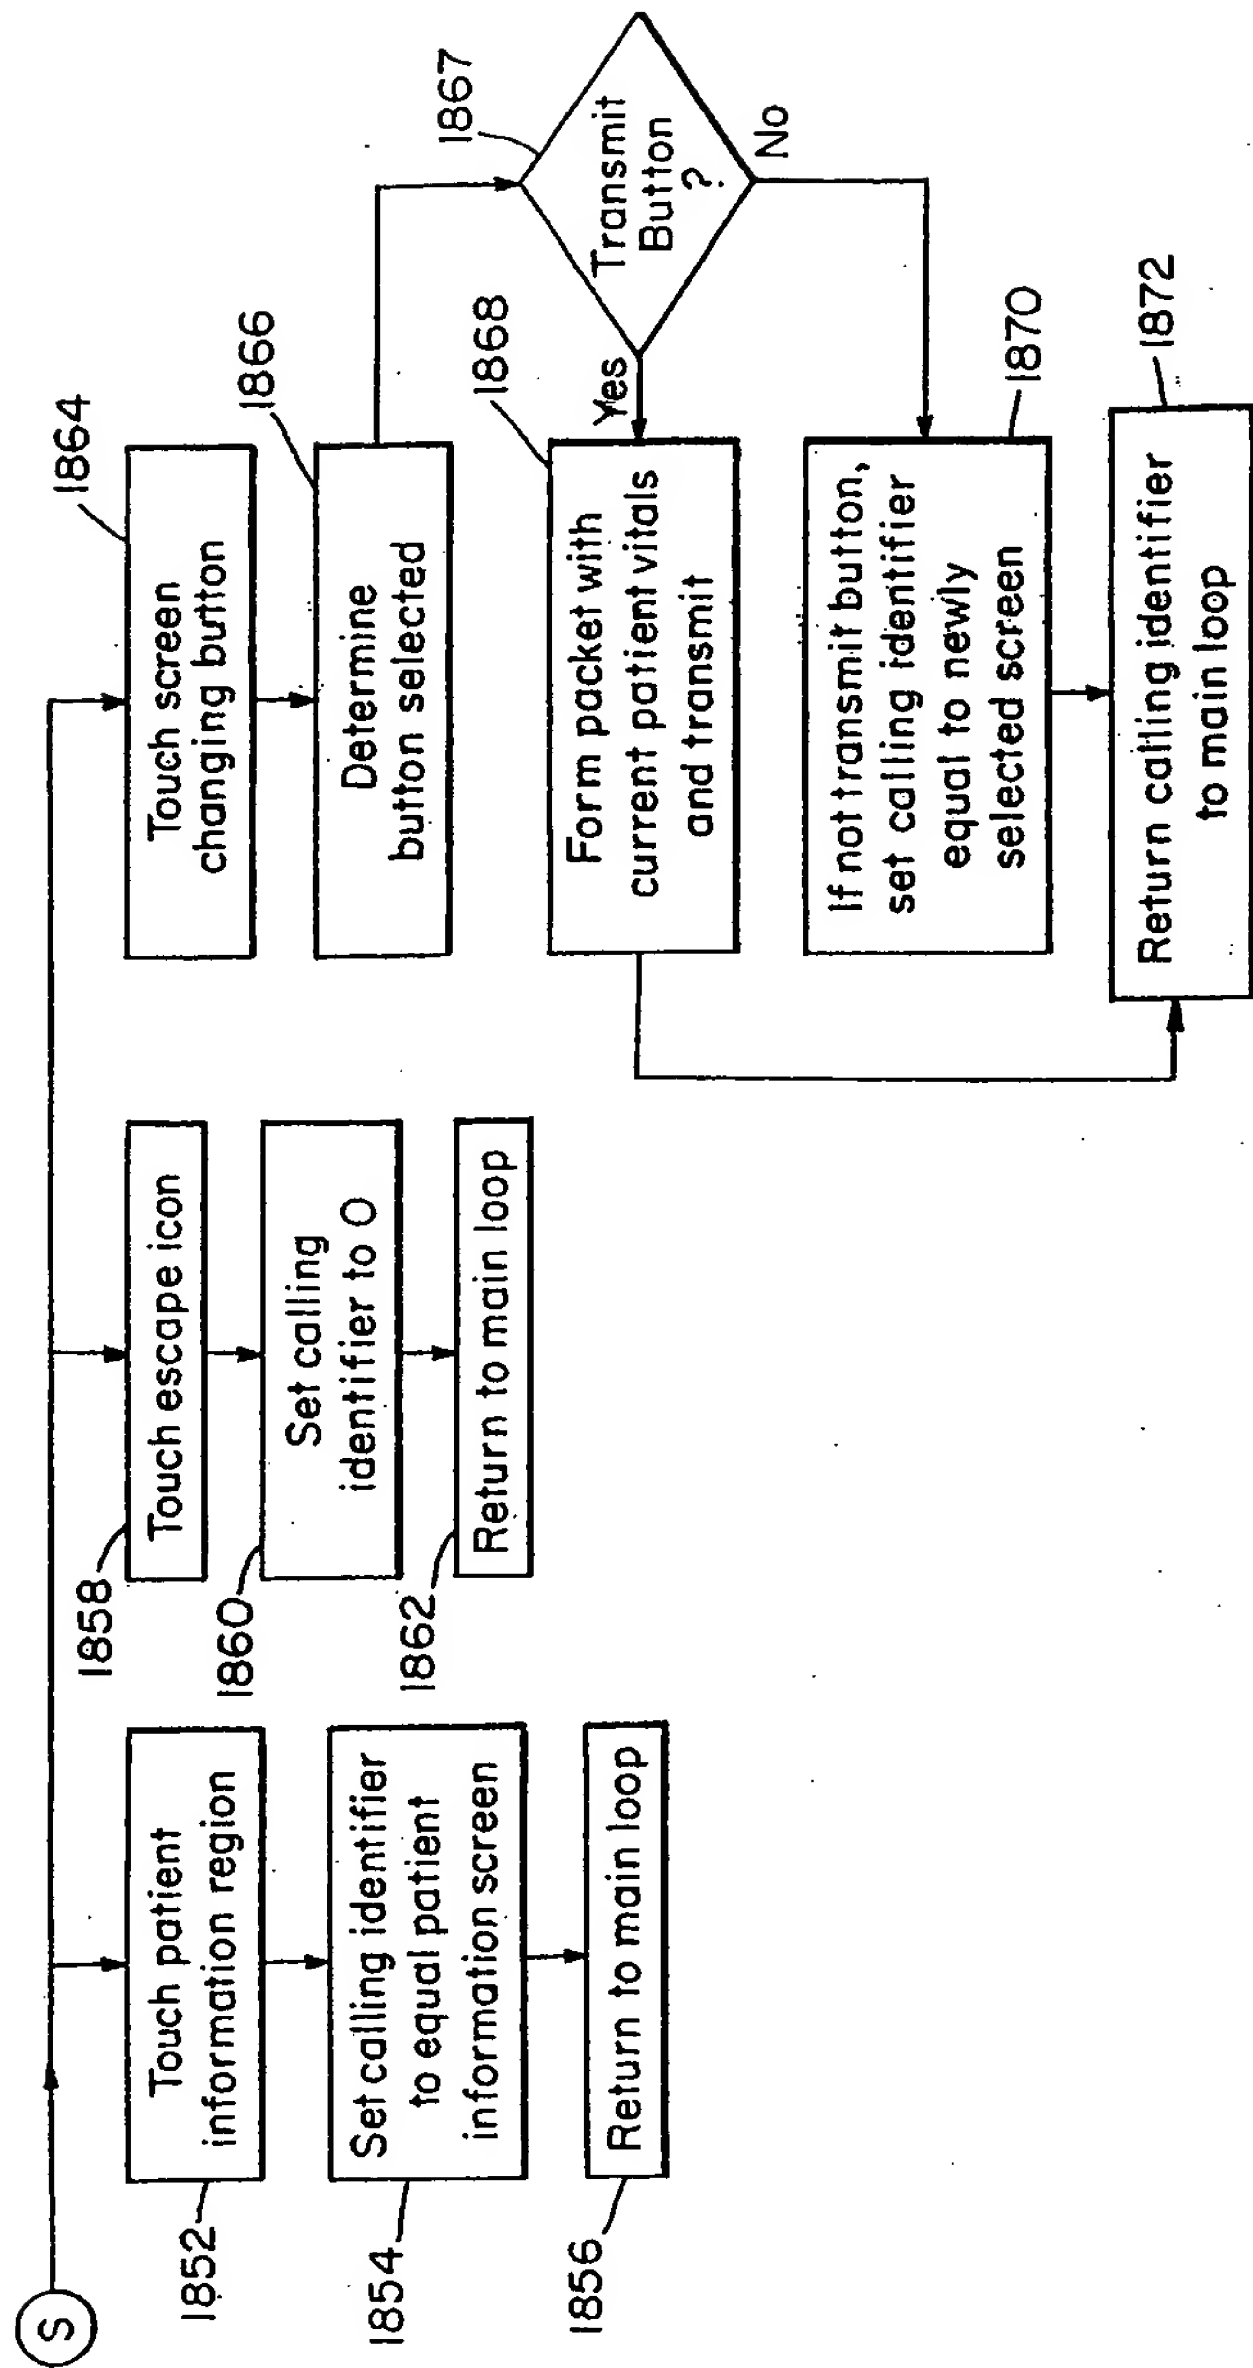 S
1852
Touch patient
information region
1854
Set calling identifier
to equal patient
information screen
1856
Return to main loop
1858
Touch escape icon
1860
Set calling
identifier to 0
1862
Return to main loop
1864
Touch screen
changing button
1866
Determine
button selected
1867
Transmit
Button
?
Yes
No
1868
Form packet with
current patient vitals
and transmit
1870
If not transmit button,
set calling identifier
equal to newly
selected screen
1872
Return calling identifier
to main loop